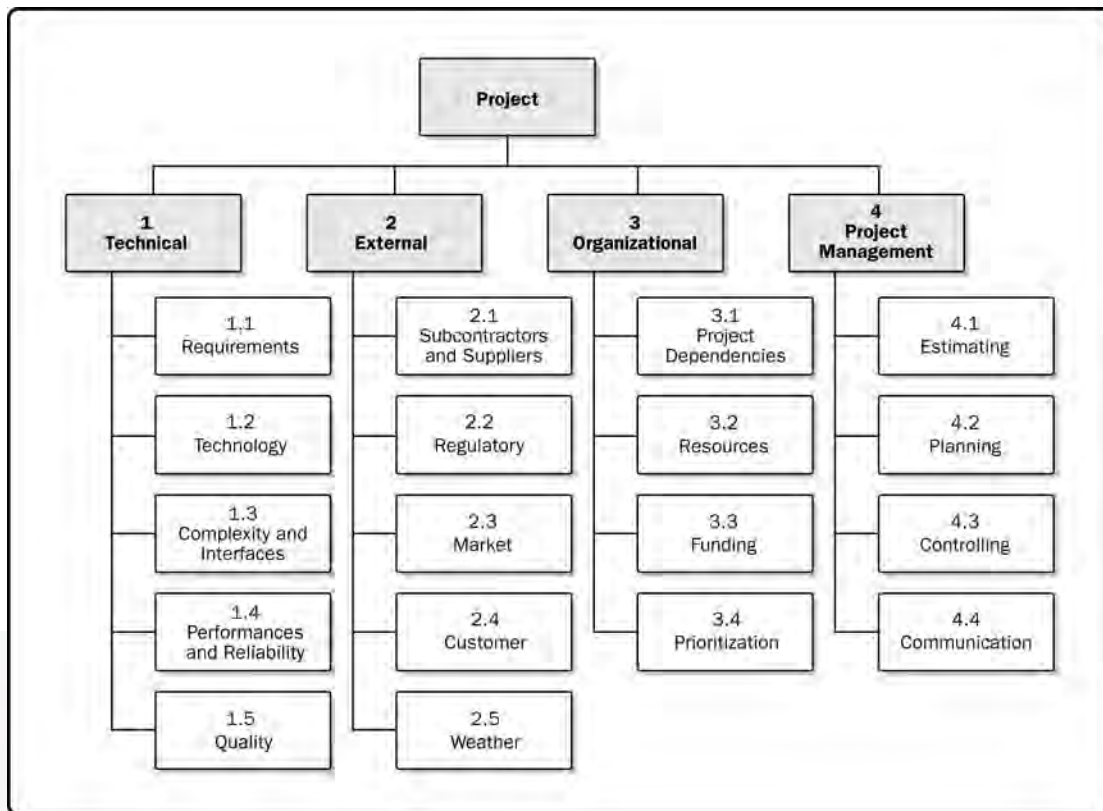 Project
1
Technical
2
External
3
Organizational
4
Project
Management
1.1
Requirements
1.2
Technology
1.3
Complexity and
Interfaces
1.4
Performances
and Reliability
1.5
Quality
2.1
Subcontractors
and Suppliers
2.2
Regulatory
2.3
Market
2.4
Customer
2.5
Weather
3.1
Project
Dependencies
3.2
Resources
3.3
Funding
3.4
Prioritization
4.1
Estimating
4.2
Planning
4.3
Controlling
4.4
Communication